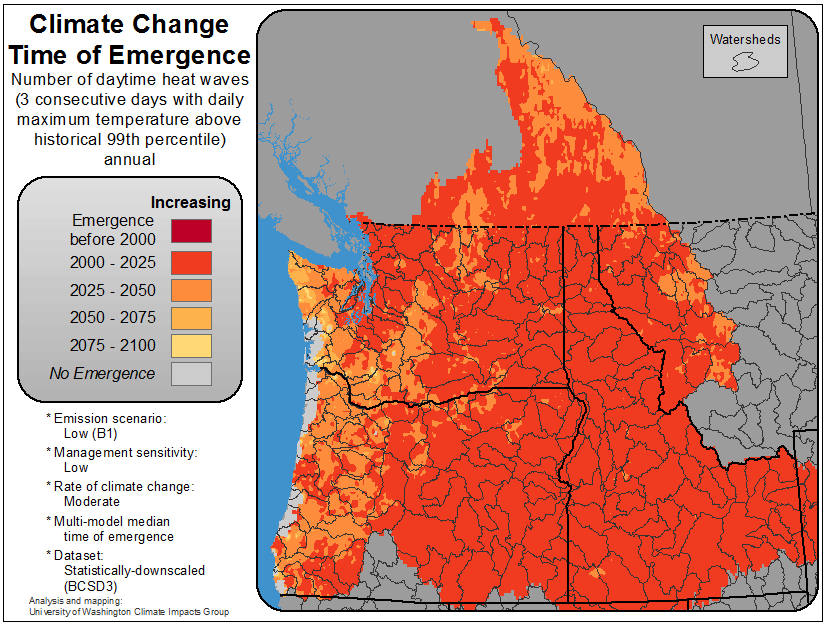 Climate Change
Time of Emergence
Number of daytime heat waves
(3 consecutive days with daily
maximum temperature above
historical 99th percentile)
annual
Increasing
Emergence
before 2000
2000 - 2025
2025 - 2050
2050 - 2075
2075 - 2100
No Emergence
* Emission scenario:
Low (B1)
* Management sensitivity:
Low
* Rate of climate change:
Moderate
* Multi-model median
time of emergence
* Dataset:
Statistically-downscaled
(BCSD3)
Analysis and mapping:
University of Washington Climate Impacts Group
Watersheds